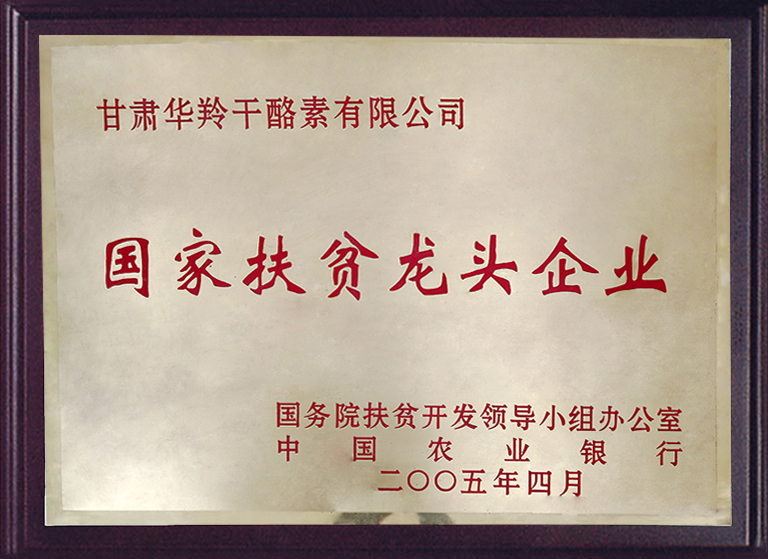 甘肃华羚干酪素有限公司
国家扶贫龙头企业
国务院扶贫开发领导小组办公室
中国农业银行
二〇〇五年四月